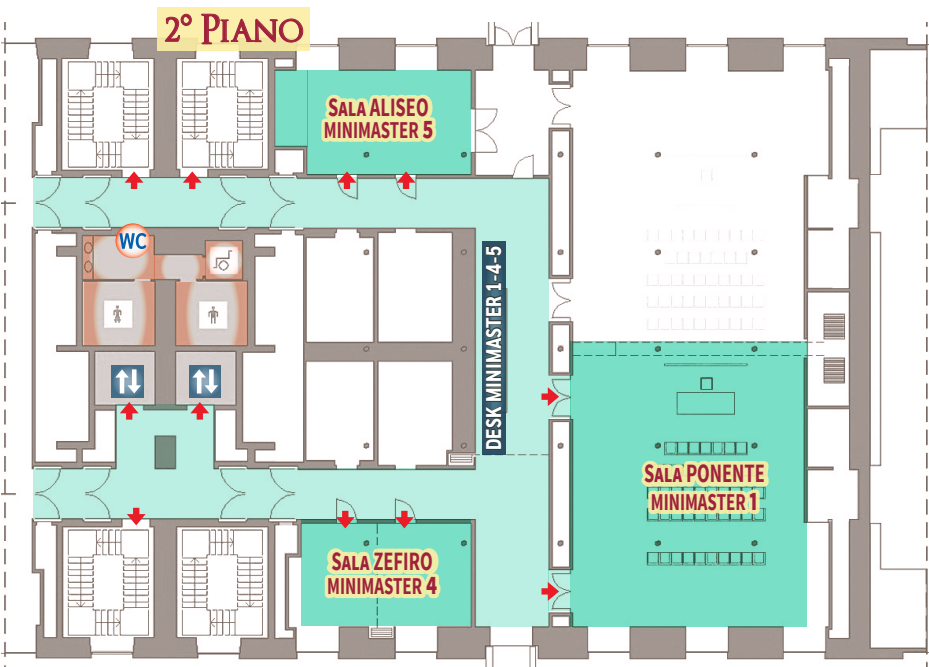 2° PIANO
SALA ALISEO
MINIMASTER 5
WC
DESK MINIMASTER 1-4-5
SALA PONENTE
MINIMASTER 1
SALA ZEFIRO
MINIMASTER 4